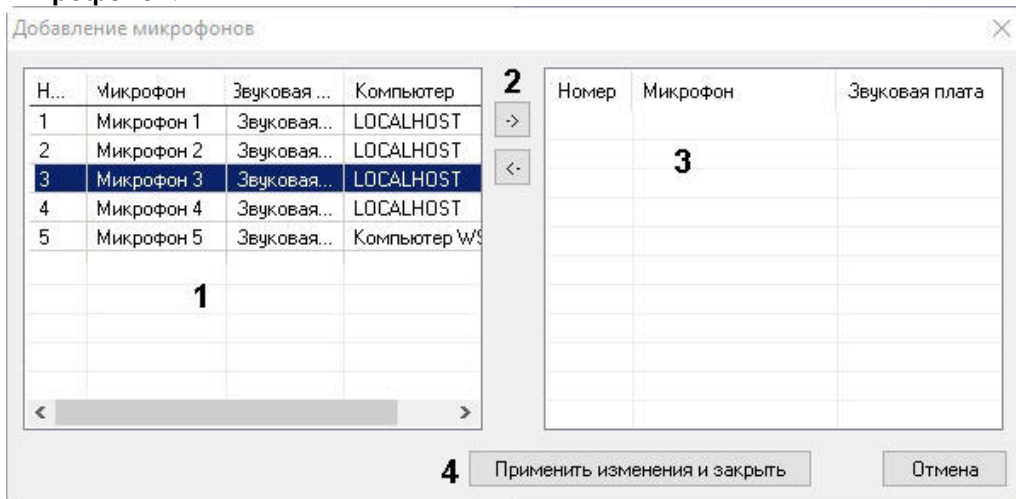 Добавление микрофонов
Н... Микрофон Звуковая ... Компьютер
1 Микрофон 1 Звуковая... LOCALHOST
2 Микрофон 2 Звуковая... LOCALHOST
3 Микрофон 3 Звуковая... LOCALHOST
4 Микрофон 4 Звуковая... LOCALHOST
5 Микрофон 5 Звуковая... Компьютер WS
1
2
->
<-
Номер Микрофон Звуковая плата
3
4 Применить изменения и закрыть Отмена